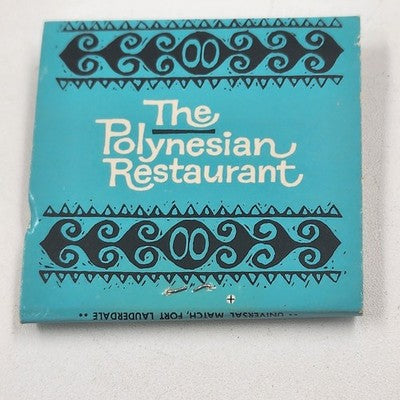 The
Polynesian
Restaurant
•• UNIVERSAL MATCH, FORT LAUDERDALE ••